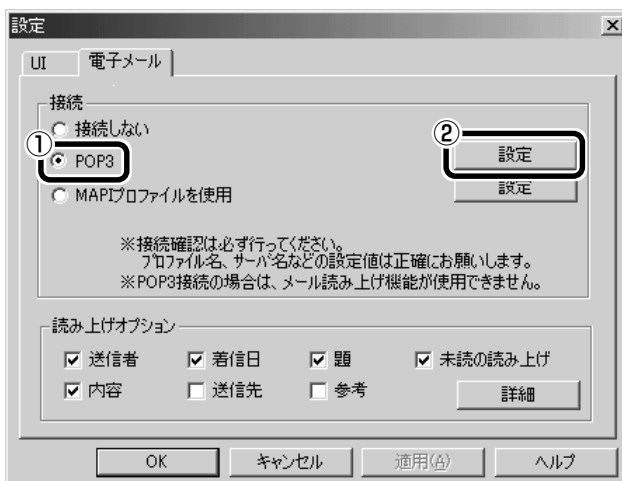 設定
UI 電子メール
接続
接続しない
① POP3
② 設定
MAPIプロファイルを使用 設定
※接続確認は必ず行ってください。
プロファイル名、サーバ名などの設定値は正確にお願いします。
※POP3接続の場合は、メール読み上げ機能が使用できません。
読み上げオプション
送信者 着信日 題 未読の読み上げ
内容 送信先 参考 詳細
OK キャンセル 適用(A) ヘルプ